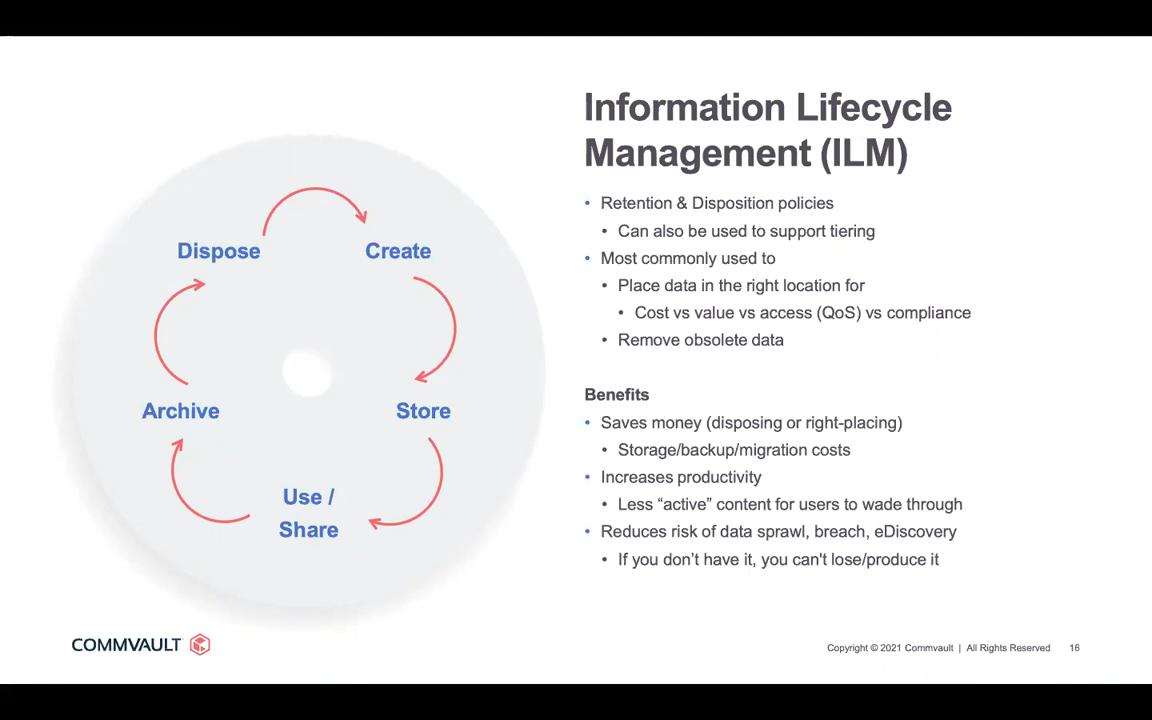 Information Lifecycle
Management (ILM)
• Retention & Disposition policies
• Can also be used to support tiering
• Most commonly used to
• Place data in the right location for
• Cost vs value vs access (QoS) vs compliance
• Remove obsolete data
Benefits
• Saves money (disposing or right-placing)
• Storage/backup/migration costs
• Increases productivity
• Less “active” content for users to wade through
• Reduces risk of data sprawl, breach, eDiscovery
• If you don’t have it, you can't lose/produce it
Dispose
Create
Store
Use /
Share
Archive
COMMVAULT
Copyright © 2021 Commvault | All Rights Reserved
16